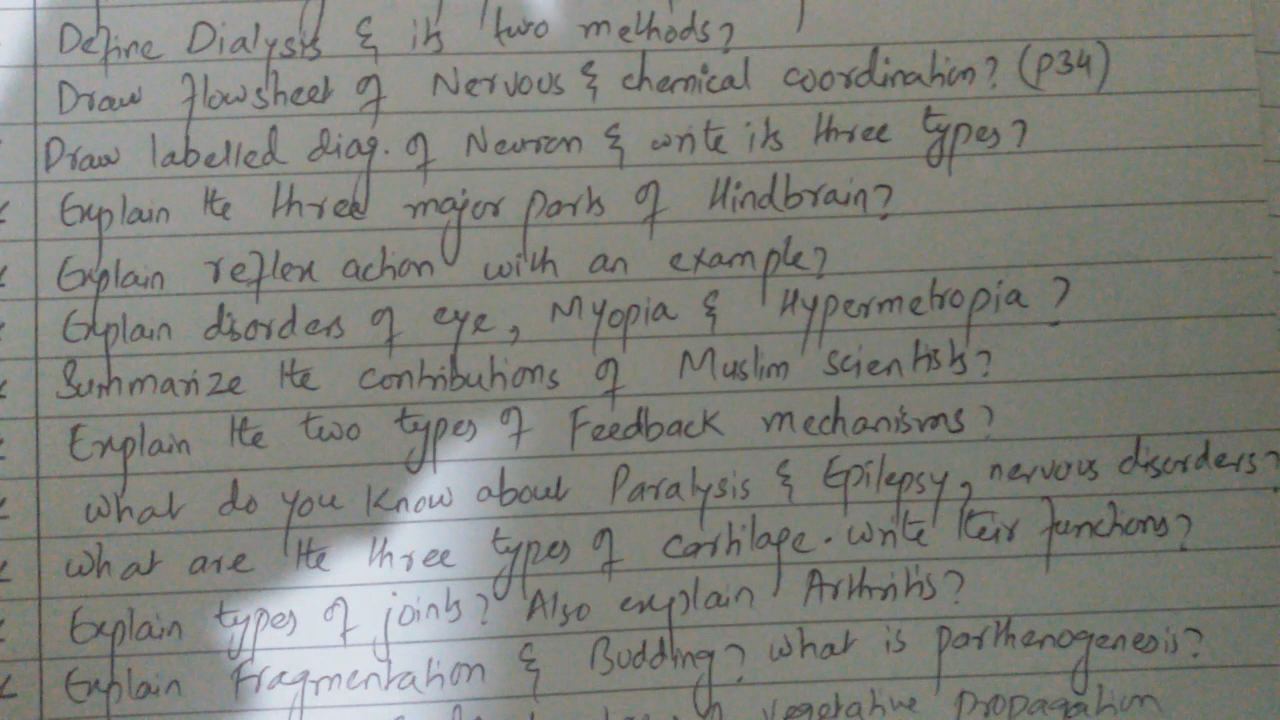 Define Dialysis & its two methods?
Draw flowsheet of Nervous & chemical coordination? (P34)
Draw labelled diag. of Neuron & write its three types?
Explain the three major parts of Hindbrain?
Explain reflex action with an example?
Explain disorders of eye, Myopia & Hypermetropia?
Summarize the contributions of Muslim scientists?
Explain the two types of Feedback mechanisms?
What do you know about Paralysis & Epilepsy, nervous disorders?
What are the three types of cartilage. write their functions?
Explain types of joints? Also explain Arthritis?
Explain Fragmentation & Budding? What is parthenogenesis?
vegetative propagation